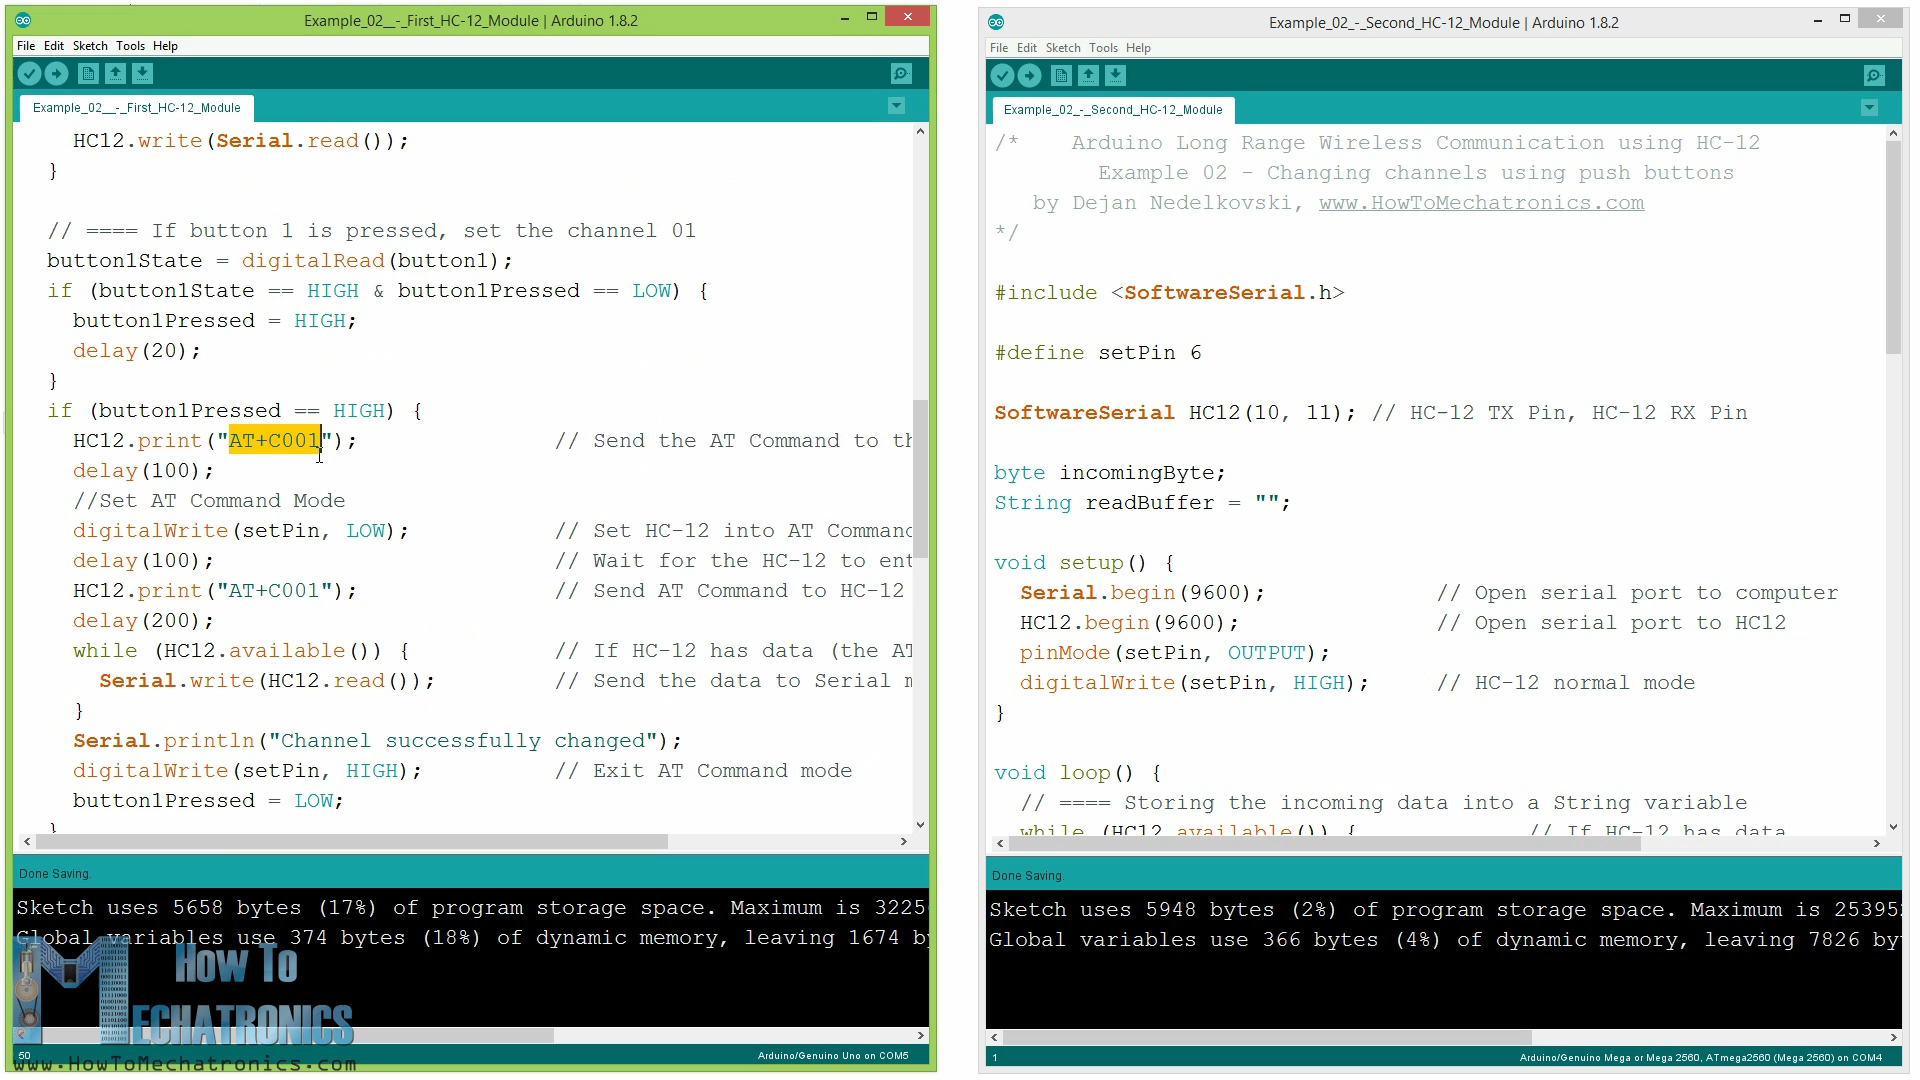 Example_02__-_First_HC-12_Module | Arduino 1.8.2
File Edit Sketch Tools Help
Example_02__-_First_HC-12_Module
HC12.write(Serial.read());
}
// ==== If button 1 is pressed, set the channel 01
button1State = digitalRead(button1);
if (button1State == HIGH & button1Pressed == LOW) {
button1Pressed = HIGH;
delay(20);
}
if (button1Pressed == HIGH) {
HC12.print("AT+C001"); // Send the AT Command to th
delay(100);
//Set AT Command Mode
digitalWrite(setPin, LOW); // Set HC-12 into AT Command
delay(100); // Wait for the HC-12 to ent
HC12.print("AT+C001"); // Send AT Command to HC-12
delay(200);
while (HC12.available()) { // If HC-12 has data (the AT
Serial.write(HC12.read()); // Send the data to Serial m
}
Serial.println("Channel successfully changed");
digitalWrite(setPin, HIGH); // Exit AT Command mode
button1Pressed = LOW;
}
Done Saving.
Sketch uses 5658 bytes (17%) of program storage space. Maximum is 3225
Global variables use 374 bytes (18%) of dynamic memory, leaving 1674 by
How To
MECHATRONICS
50
Arduino/Genuino Uno on COM5
www.HowToMechatronics.com
Example_02_-_Second_HC-12_Module | Arduino 1.8.2
File Edit Sketch Tools Help
Example_02_-_Second_HC-12_Module
/* Arduino Long Range Wireless Communication using HC-12
Example 02 - Changing channels using push buttons
by Dejan Nedelkovski, www.HowToMechatronics.com
*/
#include <SoftwareSerial.h>
#define setPin 6
SoftwareSerial HC12(10, 11); // HC-12 TX Pin, HC-12 RX Pin
byte incomingByte;
String readBuffer = "";
void setup() {
Serial.begin(9600); // Open serial port to computer
HC12.begin(9600); // Open serial port to HC12
pinMode(setPin, OUTPUT);
digitalWrite(setPin, HIGH); // HC-12 normal mode
}
void loop() {
// ==== Storing the incoming data into a String variable
while (HC12.available()) { // If HC-12 has data
Done Saving.
Sketch uses 5948 bytes (2%) of program storage space. Maximum is 253952
Global variables use 366 bytes (4%) of dynamic memory, leaving 7826 byt
1
Arduino/Genuino Mega or Mega 2560, ATmega2560 (Mega 2560) on COM4